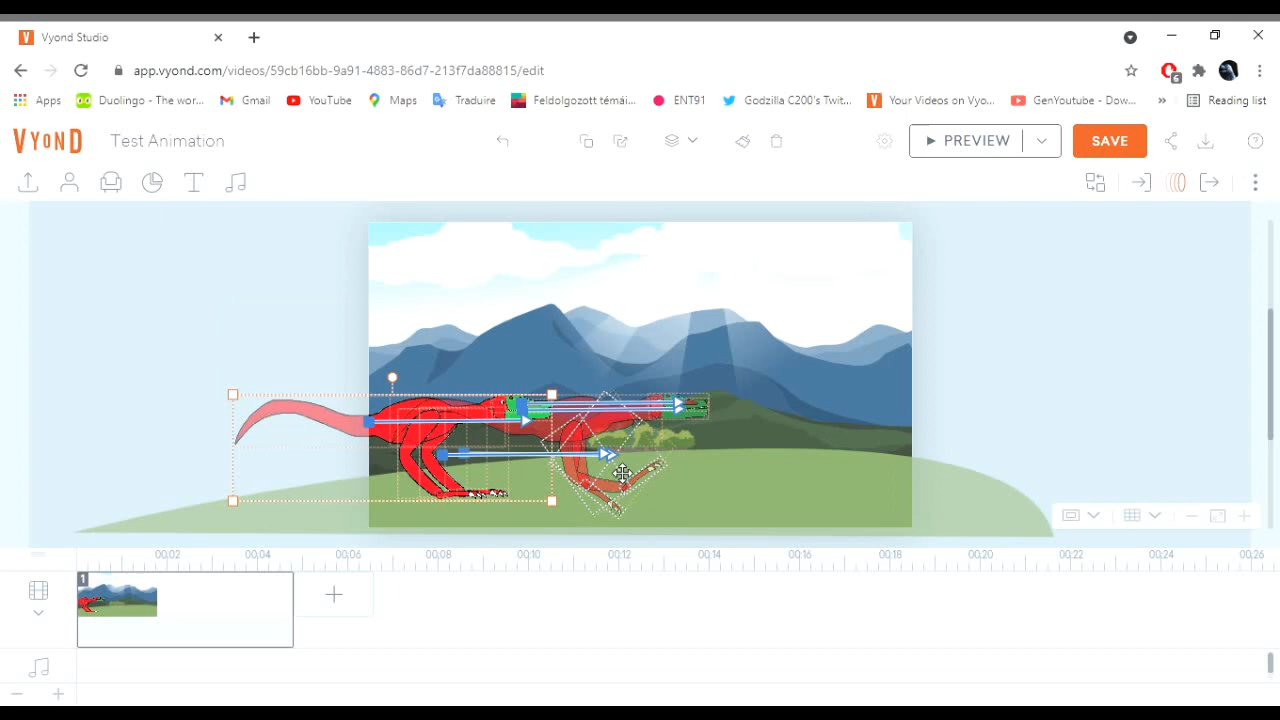 Vyond Studio
app.vyond.com/videos/59cb16bb-9a91-4883-86d7-213f7da88815/edit
6
Apps Duolingo - The wor... Gmail YouTube Maps Traduire Feldolgozott témái... ENT91 Godzilla C200's Twit... Your Videos on Vyo... GenYoutube - Dow... » Reading list
VYOND Test Animation PREVIEW SAVE
00:02 00:04 00:06 00:08 00:10 00:12 00:14 00:16 00:18 00:20 00:22 00:24 00:26
1